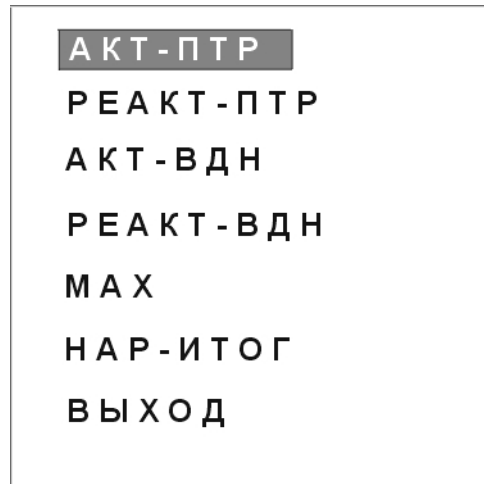 АКТ-ПТР
РЕАКТ-ПТР
АКТ-ВДН
РЕАКТ-ВДН
МАХ
НАР-ИТОГ
ВЫХОД